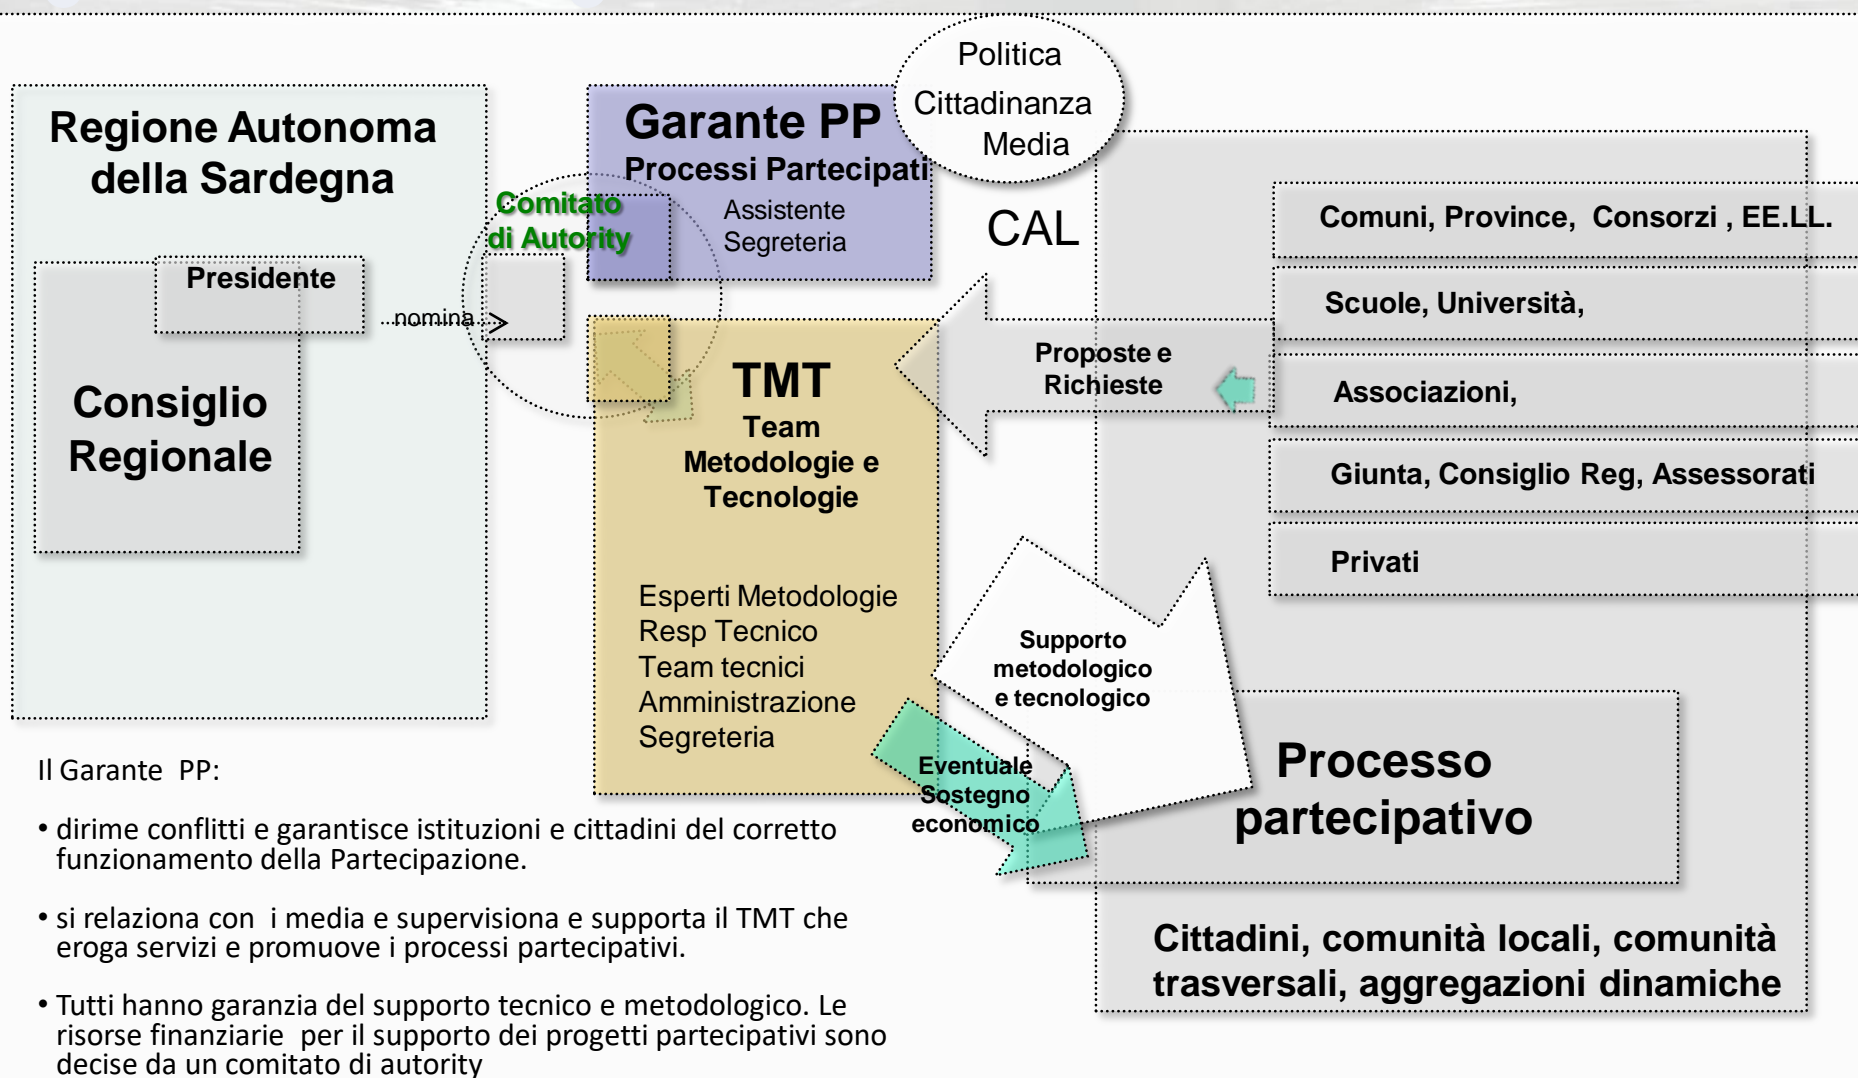 Politica
Cittadinanza
Media
Regione Autonoma
della Sardegna
Presidente
nomina
Consiglio
Regionale
Comitato
di Autority
Garante PP
Processi Partecipati
Assistente
Segreteria
CAL
TMT
Team
Metodologie e
Tecnologie
Esperti Metodologie
Resp Tecnico
Team tecnici
Amministrazione
Segreteria
Proposte e
Richieste
Comuni, Province,  Consorzi , EE.LL.
Scuole, Università,
Associazioni,
Giunta, Consiglio Reg, Assessorati
Privati
Supporto
metodologico
e tecnologico
Eventuale
Sostegno
economico
Processo
partecipativo
Cittadini, comunità locali, comunità
trasversali, aggregazioni dinamiche
Il Garante  PP:
• dirime conflitti e garantisce istituzioni e cittadini del corretto
funzionamento della Partecipazione.
• si relaziona con  i media e supervisiona e supporta il TMT che
eroga servizi e promuove i processi partecipativi.
• Tutti hanno garanzia del supporto tecnico e metodologico. Le
risorse finanziarie  per il supporto dei progetti partecipativi sono
decise da un comitato di autority